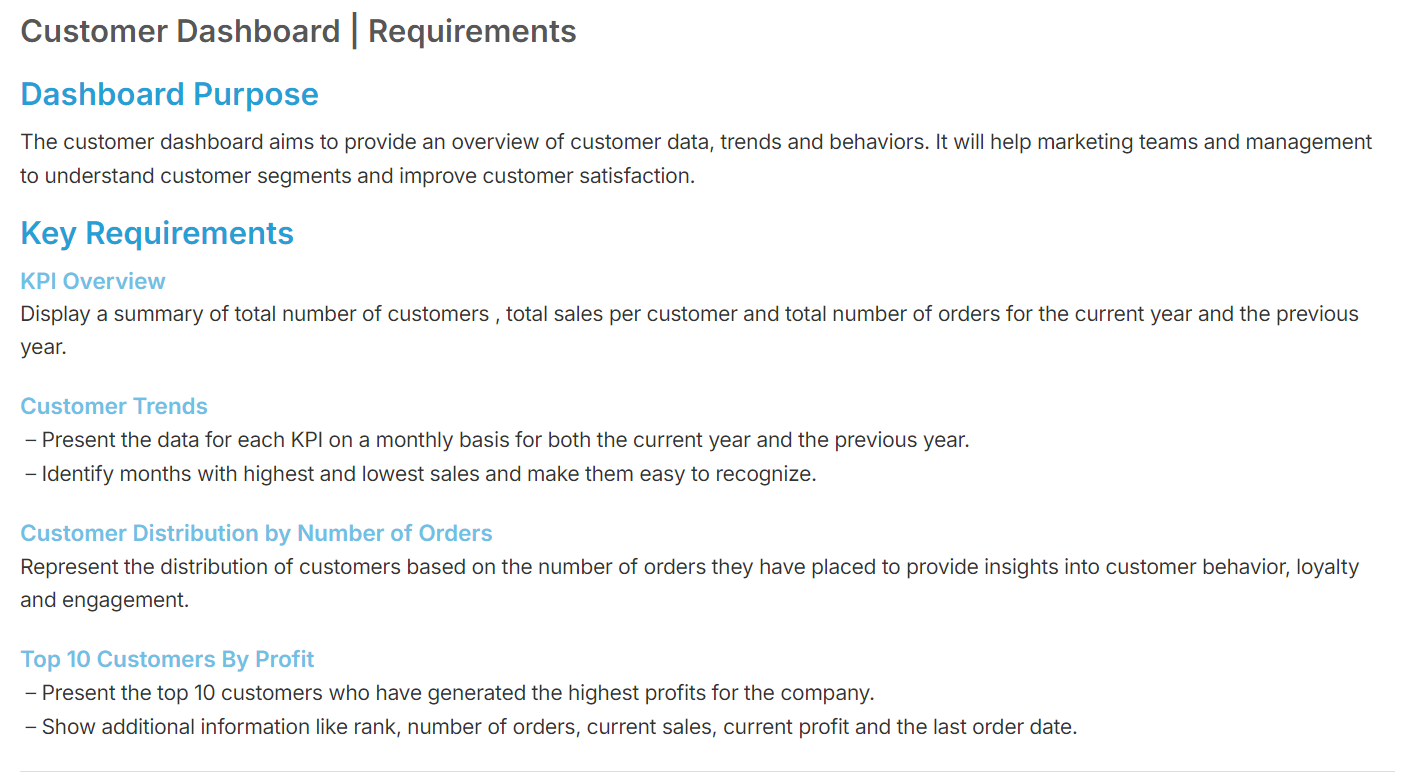 Customer Dashboard | Requirements
Dashboard Purpose
The customer dashboard aims to provide an overview of customer data, trends and behaviors. It will help marketing teams and management
to understand customer segments and improve customer satisfaction.
Key Requirements
KPI Overview
Display a summary of total number of customers , total sales per customer and total number of orders for the current year and the previous
year.
Customer Trends
– Present the data for each KPI on a monthly basis for both the current year and the previous year.
– Identify months with highest and lowest sales and make them easy to recognize.
Customer Distribution by Number of Orders
Represent the distribution of customers based on the number of orders they have placed to provide insights into customer behavior, loyalty
and engagement.
Top 10 Customers By Profit
– Present the top 10 customers who have generated the highest profits for the company.
– Show additional information like rank, number of orders, current sales, current profit and the last order date.